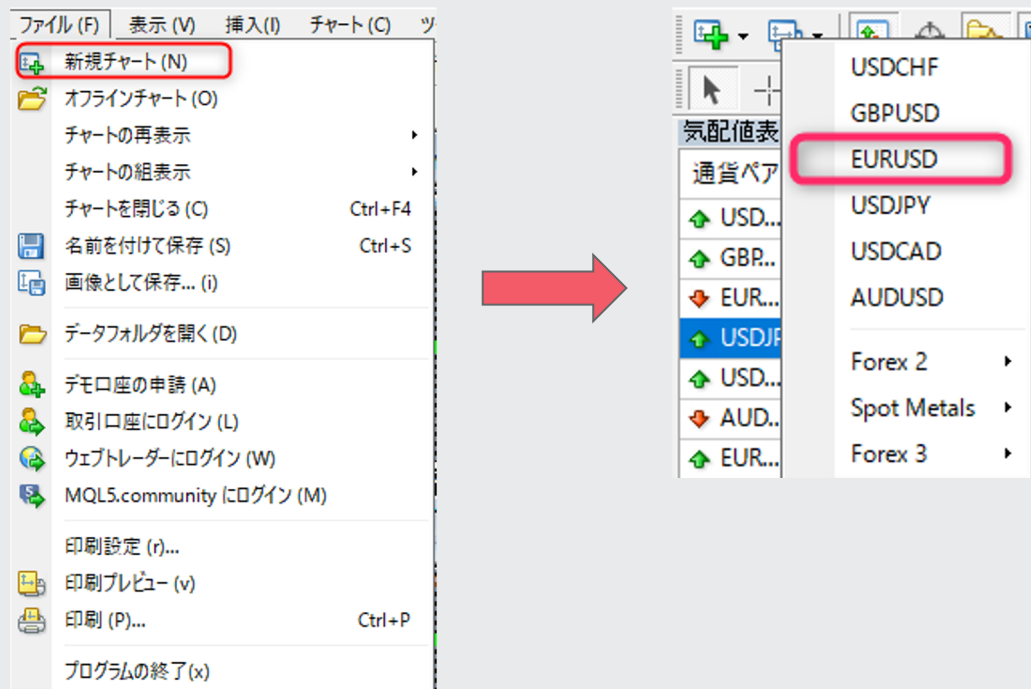 ファイル (F) 表示 (V) 挿入(I) チャート (C) ツ
新規チャート (N)
オフラインチャート (O)
チャートの再表示
チャートの組表示
チャートを閉じる (C) Ctrl+F4
名前を付けて保存 (S) Ctrl+S
画像として保存... (i)
データフォルダを開く (D)
デモ口座の申請 (A)
取引口座にログイン (L)
ウェブトレーダーにログイン (W)
MQL5.community にログイン (M)
印刷設定 (r)...
印刷プレビュー (v)
印刷 (P)... Ctrl+P
プログラムの終了(x)
気配値表
通貨ペア
USD...
GBP...
EUR...
USDJP
USD...
AUD...
EUR...
USDCHF
GBPUSD
EURUSD
USDJPY
USDCAD
AUDUSD
Forex 2
Spot Metals
Forex 3